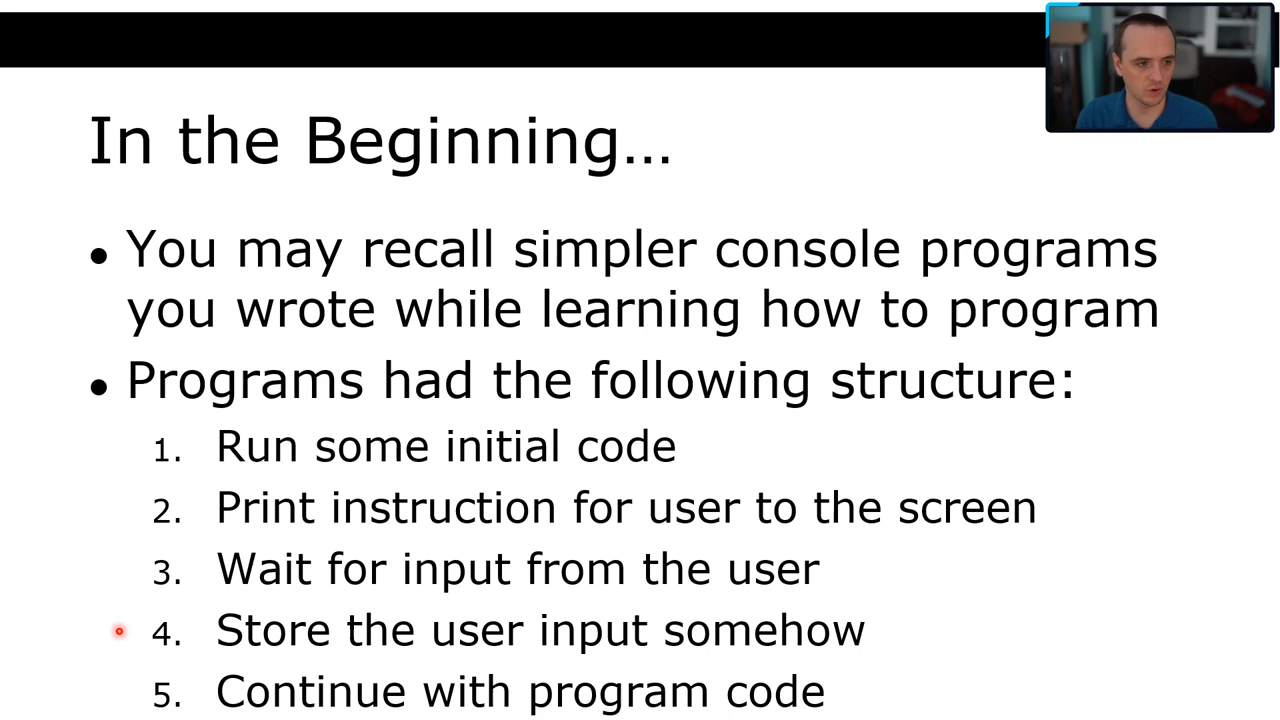 In the Beginning…
• You may recall simpler console programs
you wrote while learning how to program
• Programs had the following structure:
1. Run some initial code
2. Print instruction for user to the screen
3. Wait for input from the user
4. Store the user input somehow
5. Continue with program code